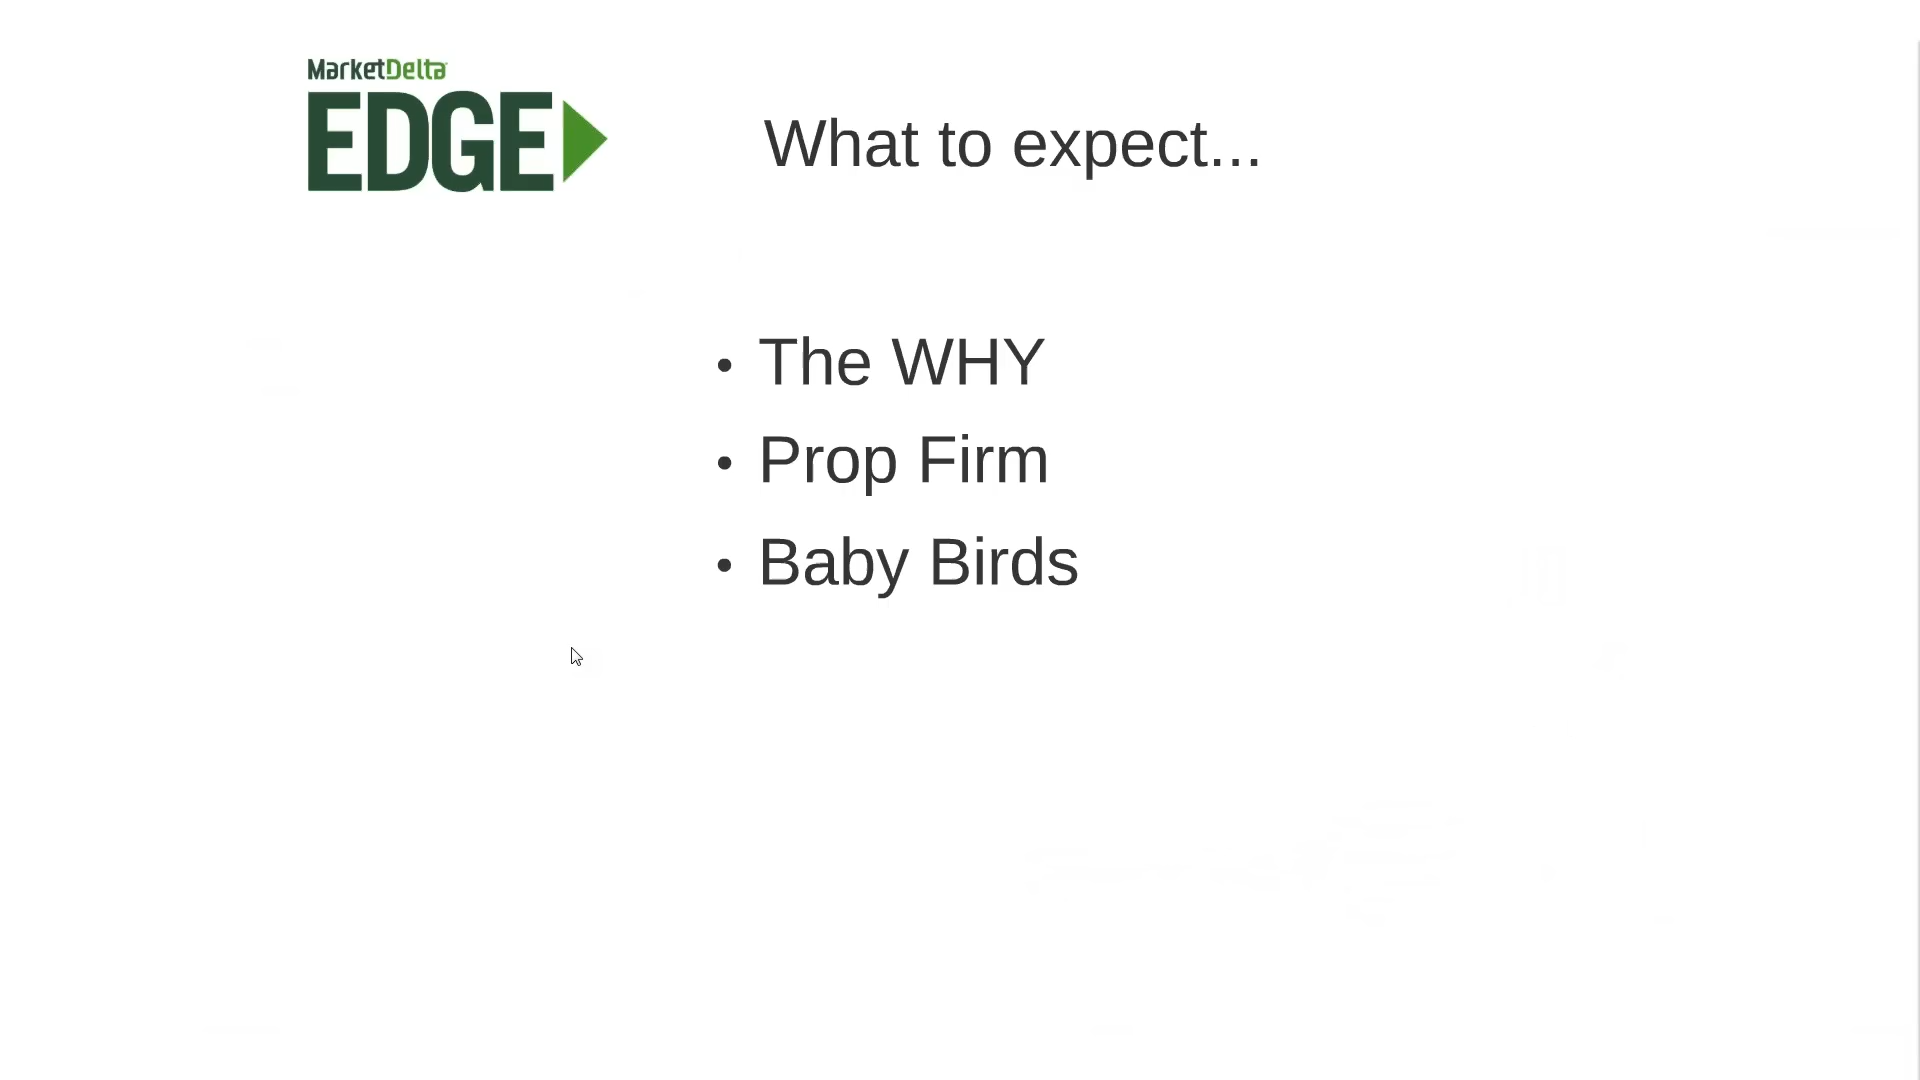 MarketDelta
EDGE
What to expect...
• The WHY
• Prop Firm
• Baby Birds